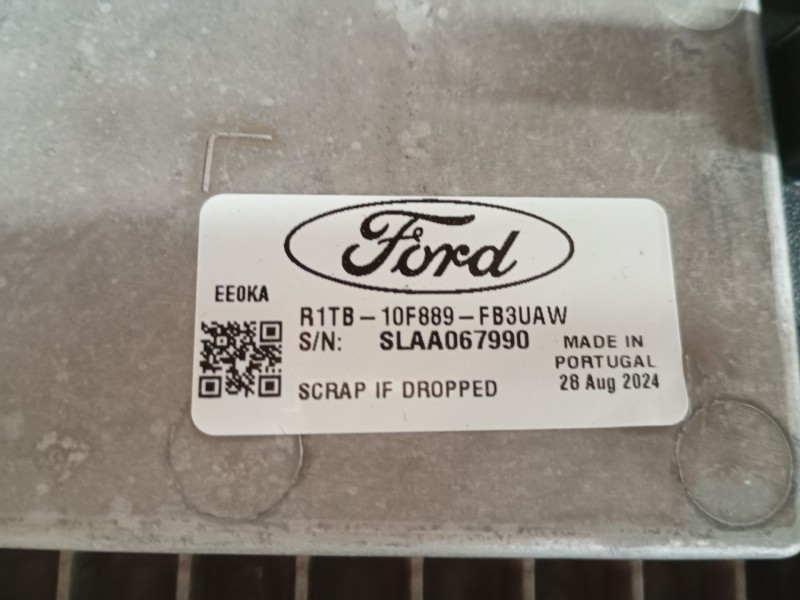 Ford
EE0KA
R1TB-10F889-FB3UAW
S/N: SLAA067990
MADE IN
PORTUGAL
28 Aug 2024
SCRAP IF DROPPED